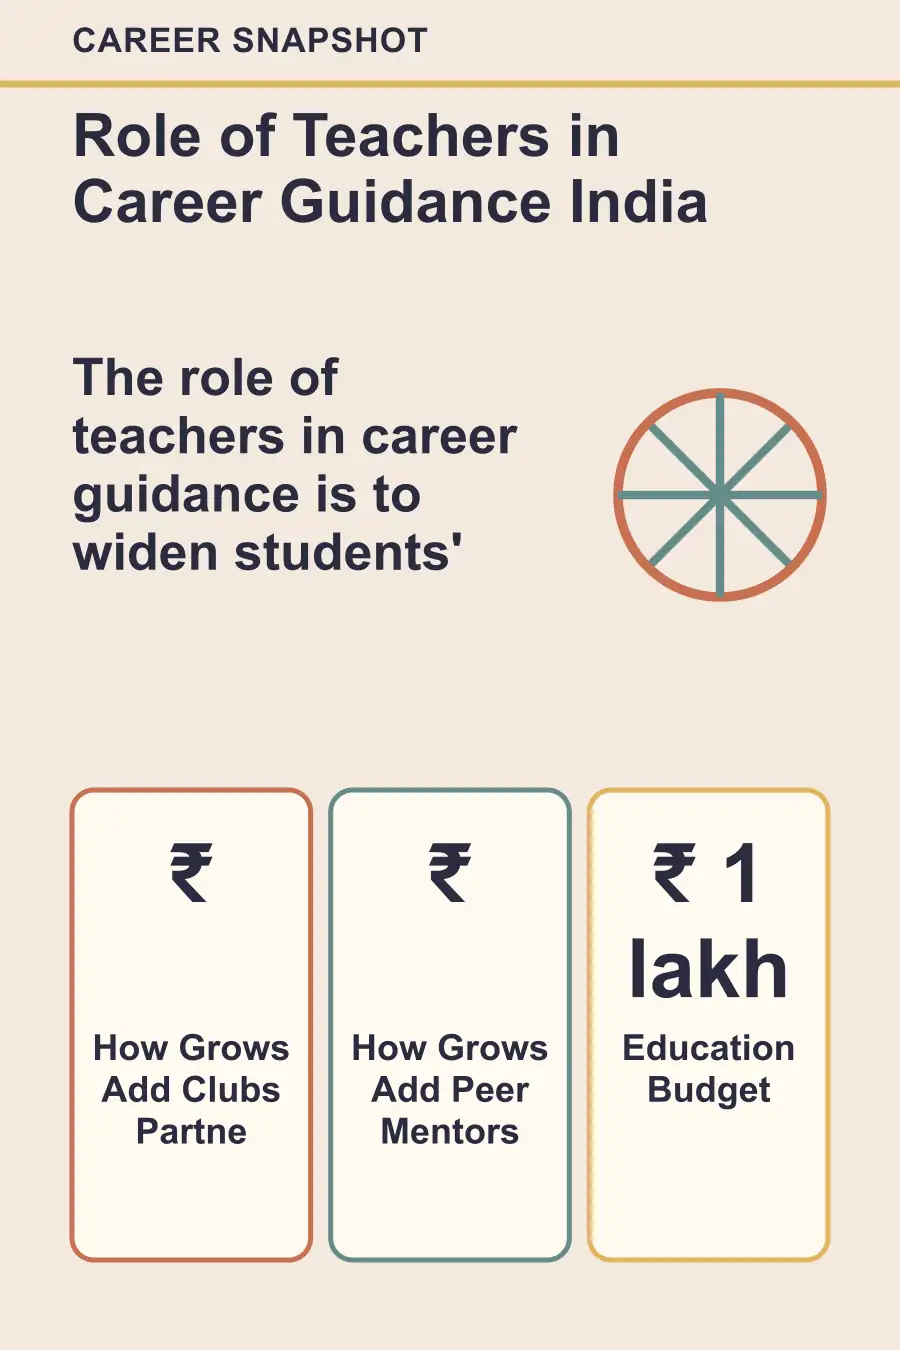 CAREER SNAPSHOT
Role of Teachers in
Career Guidance India
The role of
teachers in career
guidance is to
widen students'
₹
How Grows
Add Clubs
Partne
₹
How Grows
Add Peer
Mentors
₹ 1
lakh
Education
Budget